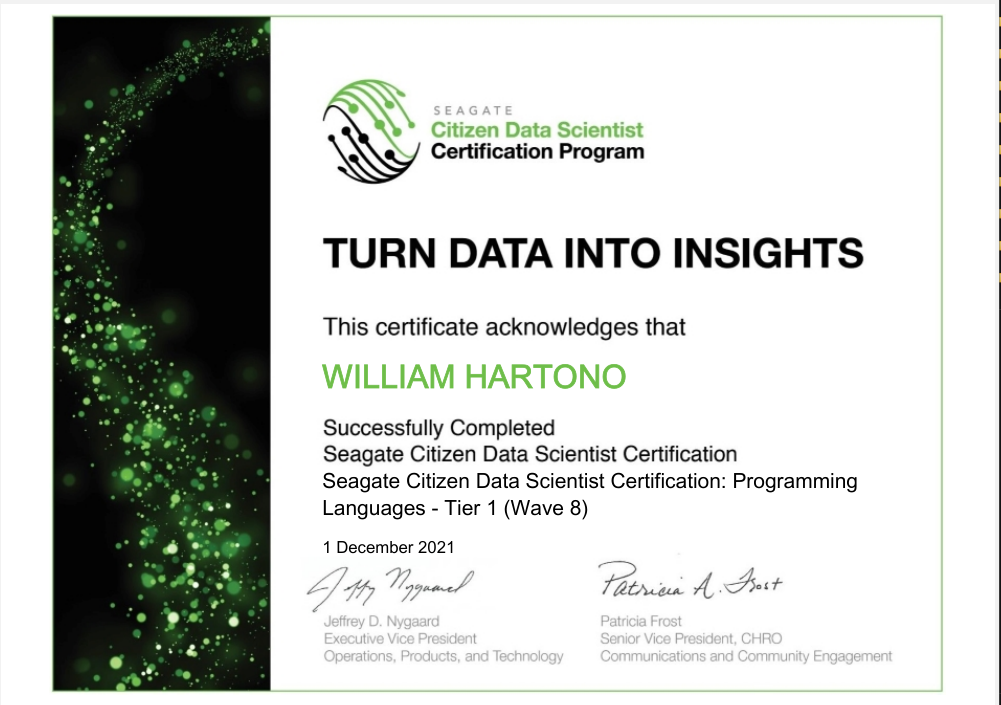 SEAGATE
Citizen Data Scientist
Certification Program
TURN DATA INTO INSIGHTS
This certificate acknowledges that
WILLIAM HARTONO
Successfully Completed
Seagate Citizen Data Scientist Certification
Seagate Citizen Data Scientist Certification: Programming
Languages - Tier 1 (Wave 8)
1 December 2021
Jeffy Nygaard
Patricia A. Frost
Jeffrey D. Nygaard
Patricia Frost
Executive Vice President
Senior Vice President, CHRO
Operations, Products, and Technology
Communications and Community Engagement